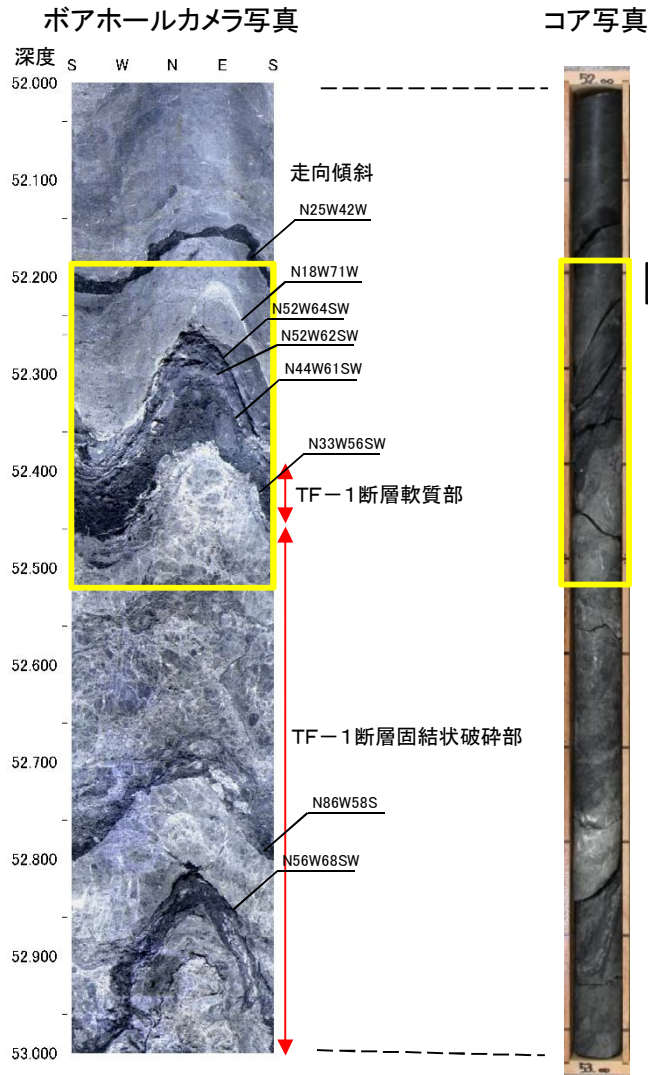 ボアホールカメラ写真
コア写真
深度
S W N E S
52.000
52.100
52.200
52.300
52.400
52.500
52.600
52.700
52.800
52.900
53.000
走向傾斜
N25W42W
N18W71W
N52W64SW
N52W62SW
N44W61SW
N33W56SW
TF－1断層軟質部
TF－1断層固結状破砕部
N86W58S
N56W68SW
52.00
53.00